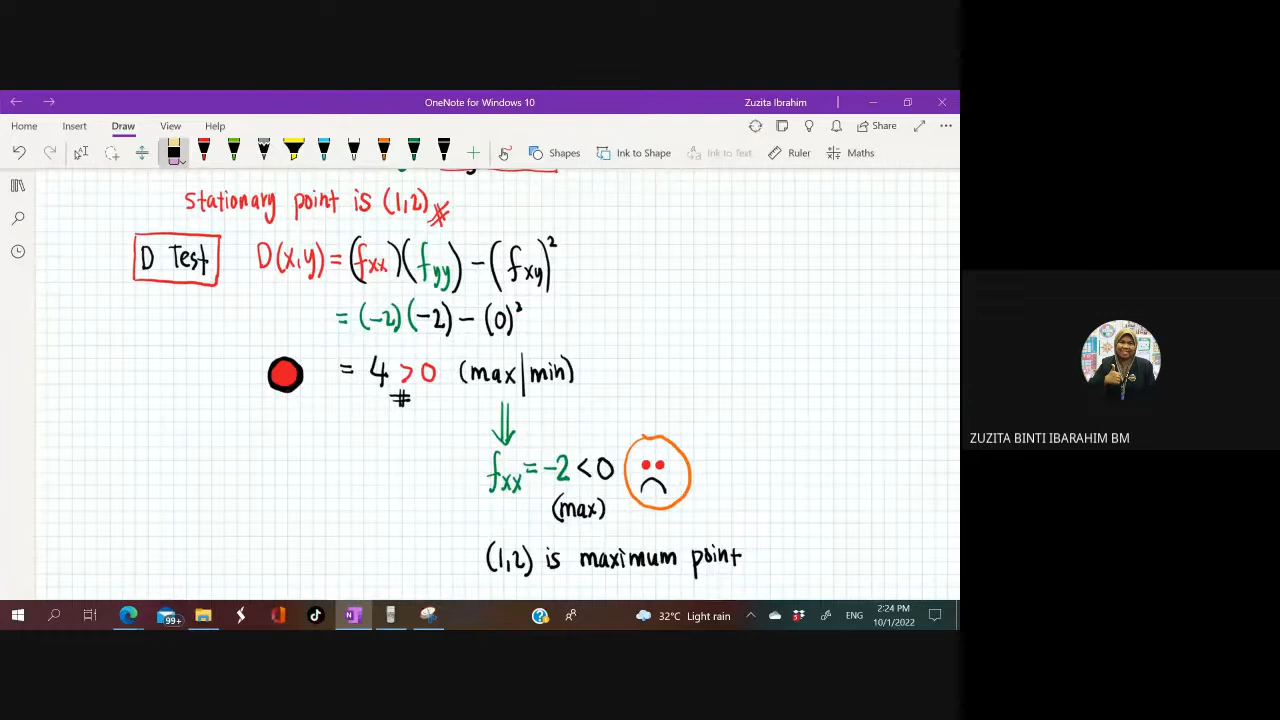 OneNote for Windows 10
Zuzita Ibrahim
Home Insert Draw View Help
Share
Shapes Ink to Shape Ink to Text Ruler Maths
Stationary point is (1,2) #
D Test D(x,y) = (fxx)(fyy) - (fxy)²
= (-2)(-2) - (0)²
= 4 > 0 (max|min)
#
⇓
fxx = -2 < 0
(max)
(1,2) is maximum point
ZUZITA BINTI IBARAHIM BM
99+
32°C Light rain
5
ENG
2:24 PM
10/1/2022